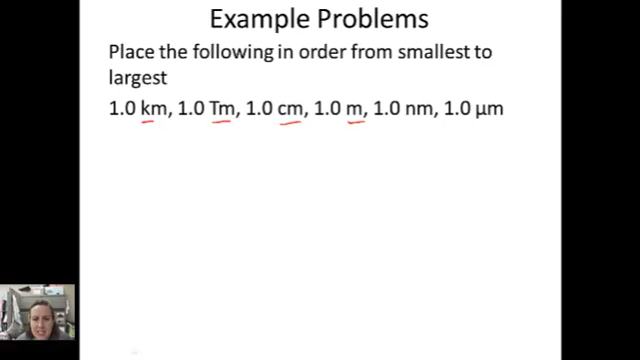 Example Problems
Place the following in order from smallest to
largest
1.0 km, 1.0 Tm, 1.0 cm, 1.0 m, 1.0 nm, 1.0 µm